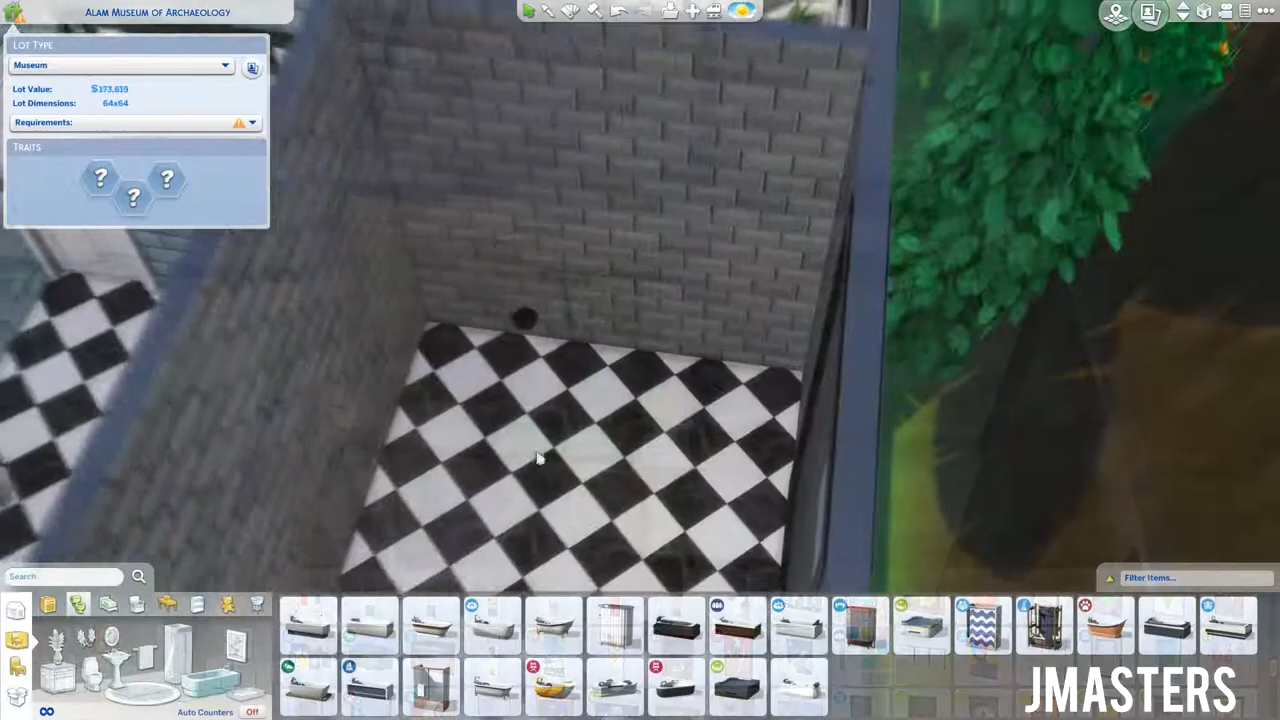 ALAM MUSEUM OF ARCHAEOLOGY
LOT TYPE
Museum
Lot Value: §173,619
Lot Dimensions: 64x64
Requirements:
TRAITS
? ? ?
Search
Filter Items...
Auto Counters Off
JMASTERS